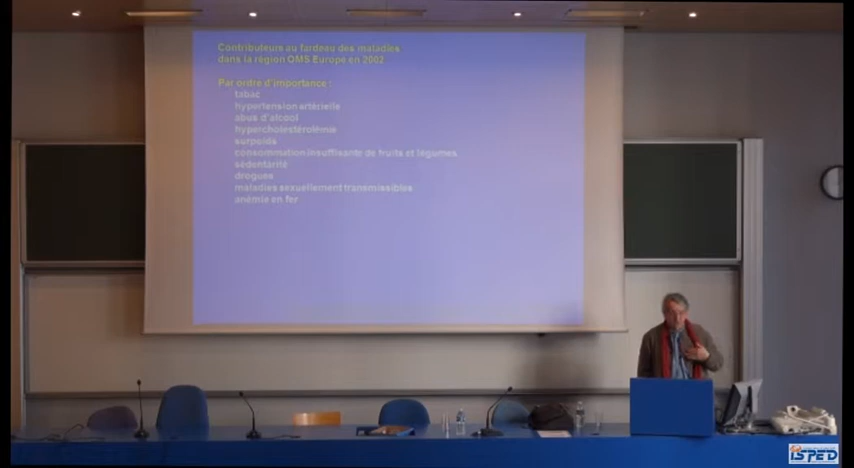 Contributeurs au fardeau des maladies
dans la région OMS Europe en 2002
Par ordre d'importance :
tabac
hypertension artérielle
abus d'alcool
hypercholestérolémie
surpoids
consommation insuffisante de fruits et légumes
sédentarité
drogues
maladies sexuellement transmissibles
anémie en fer
ISPED